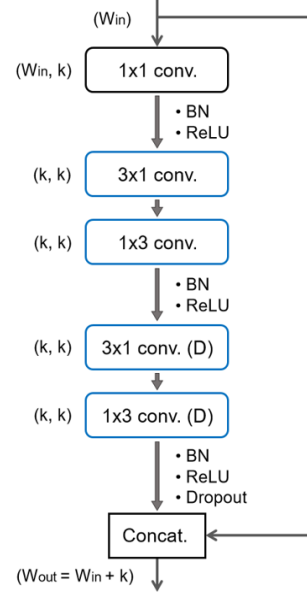 (Win)
(Win, k) 1x1 conv.
• BN
• ReLU
(k, k) 3x1 conv.
(k, k) 1x3 conv.
• BN
• ReLU
(k, k) 3x1 conv. (D)
(k, k) 1x3 conv. (D)
• BN
• ReLU
• Dropout
Concat.
(Wout = Win + k)